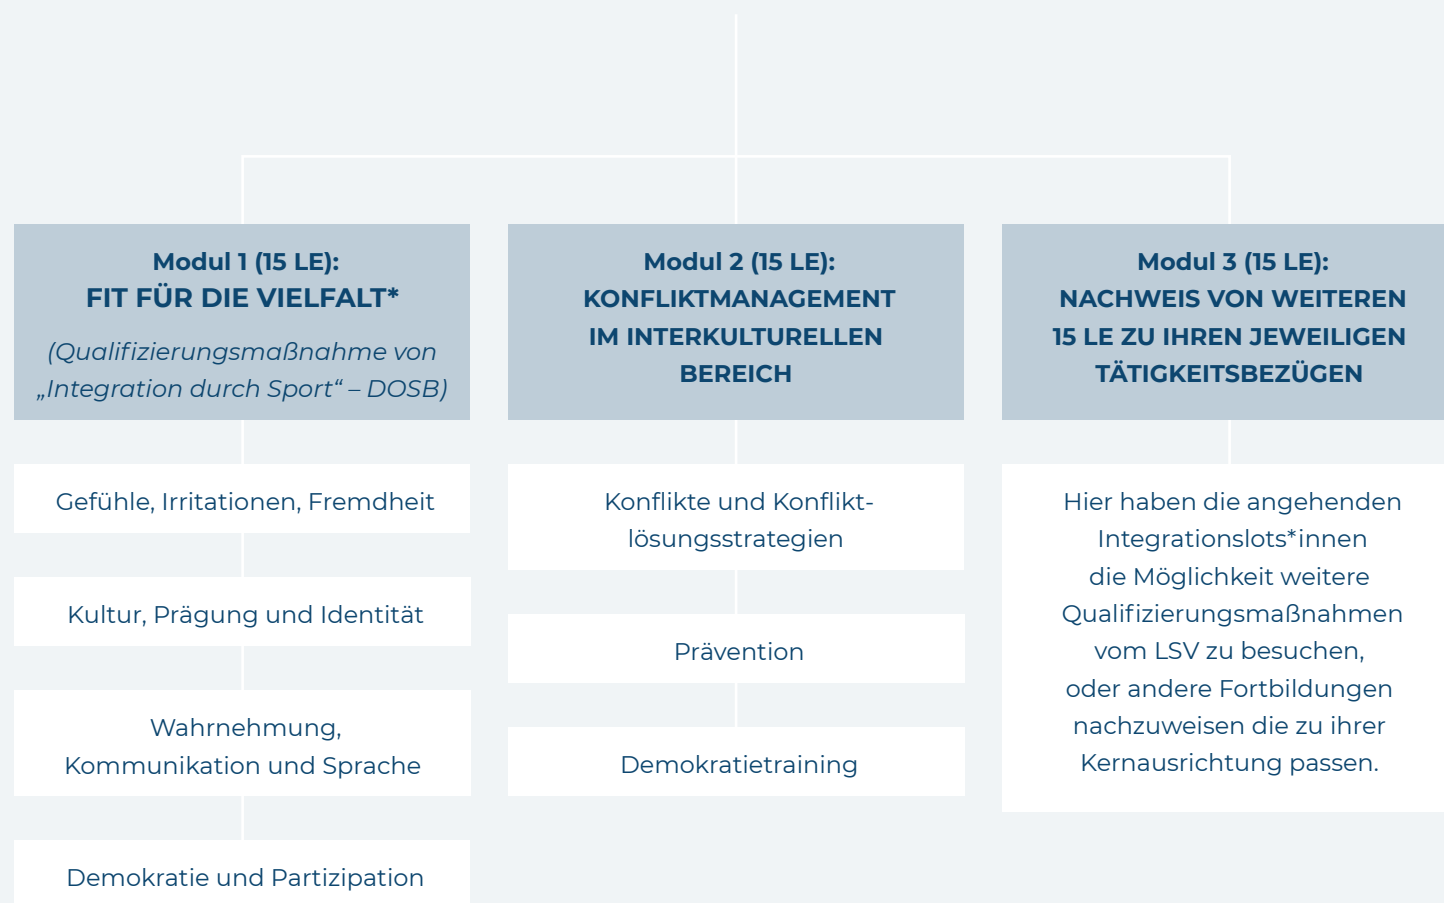 Modul 1 (15 LE):
FIT FÜR DIE VIELFALT*
(Qualifizierungsmaßnahme von
„Integration durch Sport“ – DOSB)
Gefühle, Irritationen, Fremdheit
Kultur, Prägung und Identität
Wahrnehmung,
Kommunikation und Sprache
Demokratie und Partizipation
Modul 2 (15 LE):
KONFLIKTMANAGEMENT
IM INTERKULTURELLEN
BEREICH
Konflikte und Konflikt-
lösungsstrategien
Prävention
Demokratietraining
Modul 3 (15 LE):
NACHWEIS VON WEITEREN
15 LE ZU IHREN JEWEILIGEN
TÄTIGKEITSBEZÜGEN
Hier haben die angehenden
Integrationslots*innen
die Möglichkeit weitere
Qualifizierungsmaßnahmen
vom LSV zu besuchen,
oder andere Fortbildungen
nachzuweisen die zu ihrer
Kernausrichtung passen.